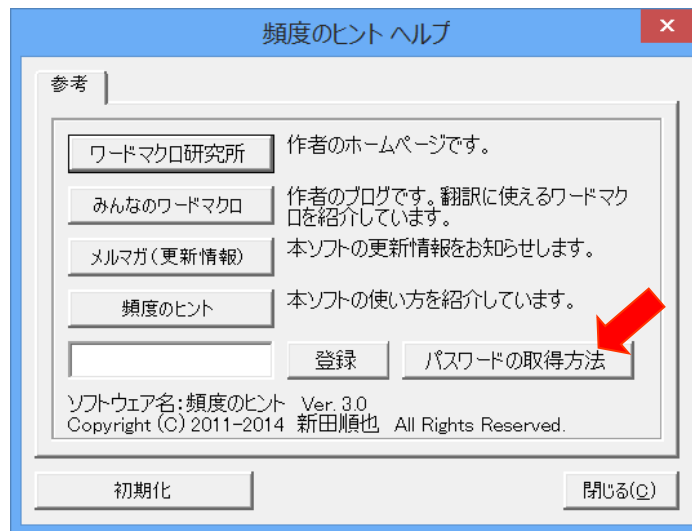 頻度のヒント ヘルプ
x
参考
ワードマクロ研究所
作者のホームページです。
みんなのワードマクロ
作者のブログです。翻訳に使えるワードマク
ロを紹介しています。
メルマガ(更新情報)
本ソフトの更新情報をお知らせします。
頻度のヒント
本ソフトの使い方を紹介しています。
登録
パスワードの取得方法
ソフトウェア名:頻度のヒント Ver. 3.0
Copyright (C) 2011-2014 新田順也 All Rights Reserved.
初期化
閉じる(C)